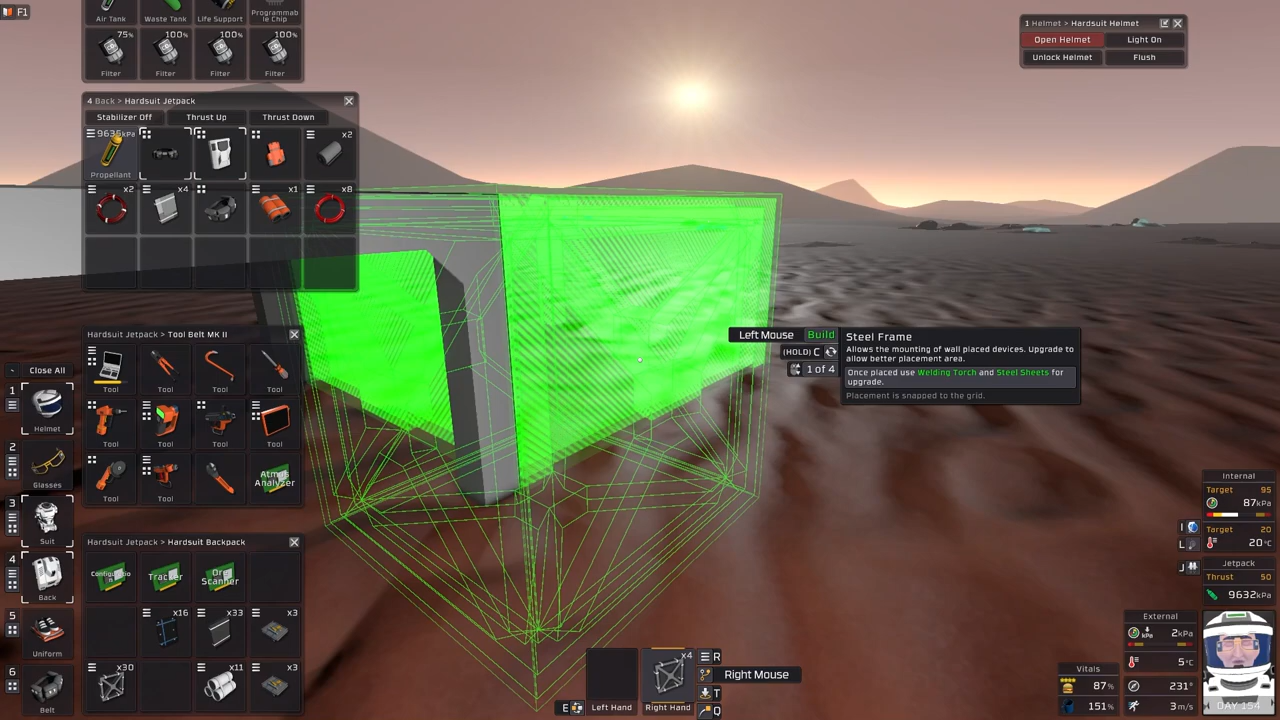 F1
Air Tank
Waste Tank
Life Support
Programmab
le Chip
75%
100%
100%
100%
Filter
Filter
Filter
Filter
1 Helmet > Hardsuit Helmet
Open Helmet
Light On
Unlock Helmet
Flush
4 Back > Hardsuit Jetpack
Stabilizer Off
Thrust Up
Thrust Down
x2
Propellant
x2
x4
x1
x8
Hardsuit Jetpack > Tool Belt MK II
Tool
Tool
Tool
Tool
Tool
Tool
Tool
Tool
Tool
Tool
Tool
Atmos
Analyzer
Close All
1
Helmet
2
Glasses
3
Suit
4
Back
5
Uniform
6
Belt
Hardsuit Jetpack > Hardsuit Backpack
Tracker
Ore
Scanner
x16
x33
x3
x30
x11
x3
Left Mouse
Build
(HOLD) C
1 of 4
Steel Frame
Allows the mounting of wall placed devices. Upgrade to
allow better placement area.
Once placed use Welding Torch and Steel Sheets for
upgrade.
Placement is snapped to the grid.
x4
R
Right Mouse
T
Q
E
Left Hand
Right Hand
Internal
Target 95
87kPa
Target 20
20°C
I
L
J
Jetpack
Thrust 50
9632kPa
External
kPa
2kPa
5°C
231°
3m/s
Vitals
87%
151%
DAY 154